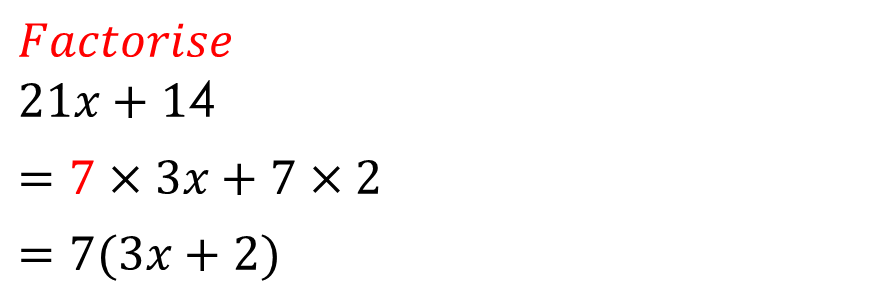 Factorise
21x + 14
= 7 × 3x + 7 × 2
= 7(3x + 2)